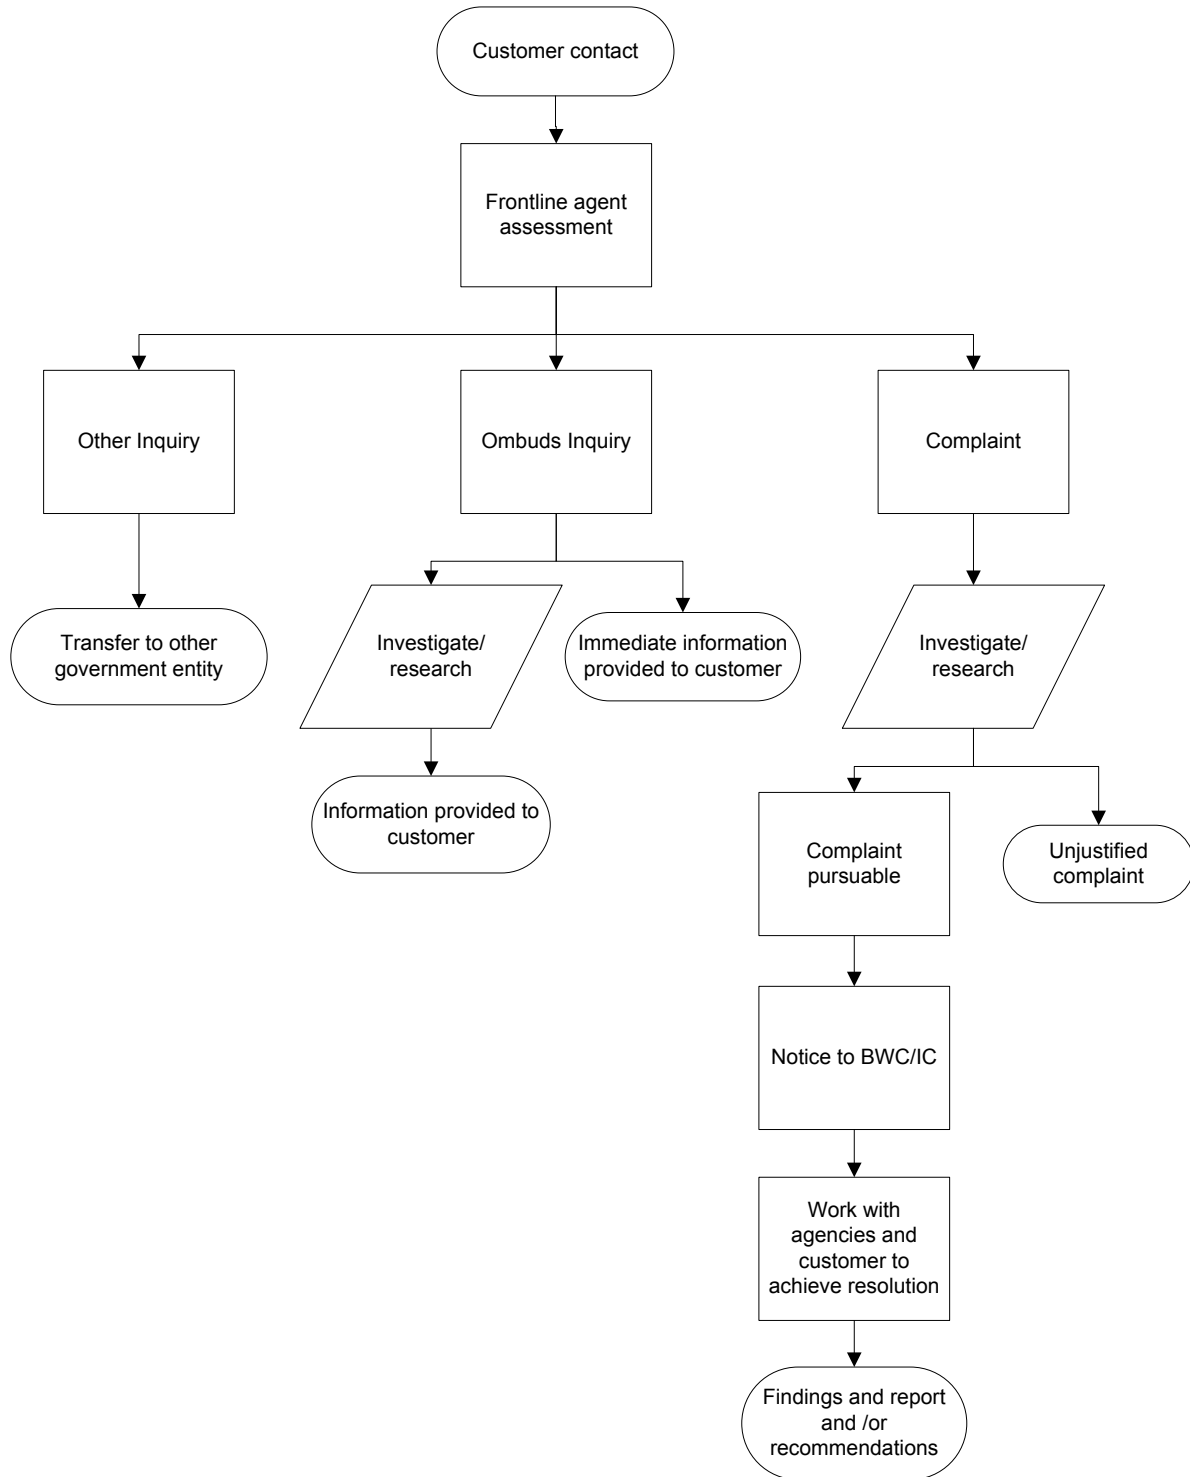 Customer contact
Frontline agent
assessment
Other Inquiry
Ombuds Inquiry
Complaint
Transfer to other
government entity
Investigate/
research
Immediate information
provided to customer
Investigate/
research
Information provided to
customer
Complaint
pursuable
Unjustified
complaint
Notice to BWC/IC
Work with
agencies and
customer to
achieve resolution
Findings and report
and /or
recommendations